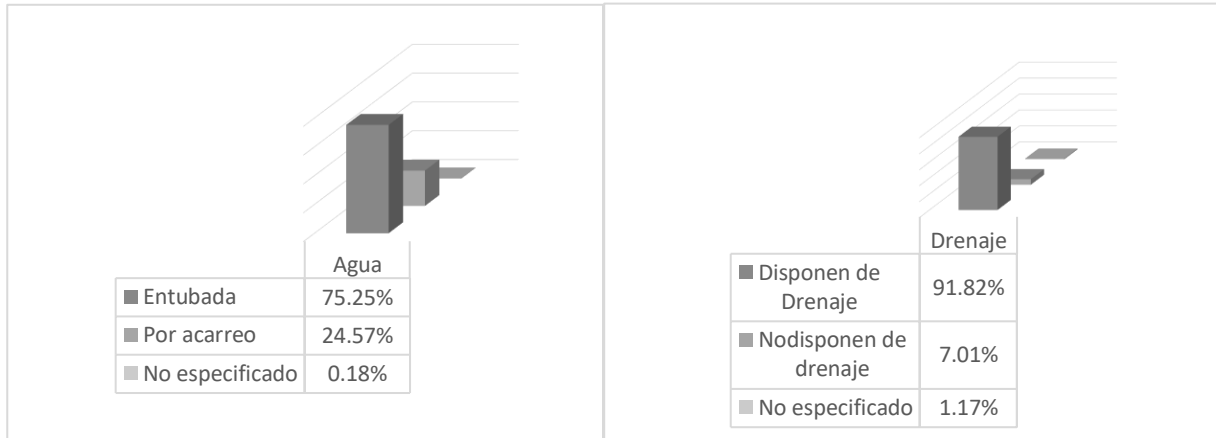 Agua
Entubada 75.25%
Por acarreo 24.57%
No especificado 0.18%
Drenaje
Disponen de
Drenaje
91.82%
Nodisponen de
drenaje
7.01%
No especificado 1.17%